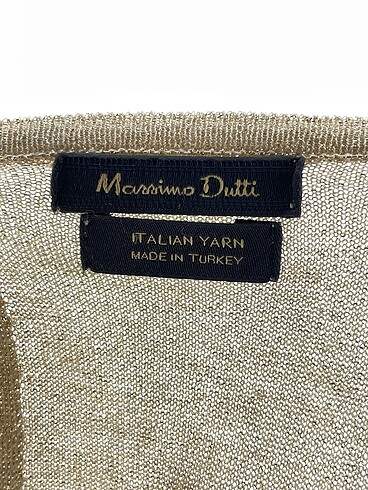 Massimo Dutti
ITALIAN YARN
MADE IN TURKEY